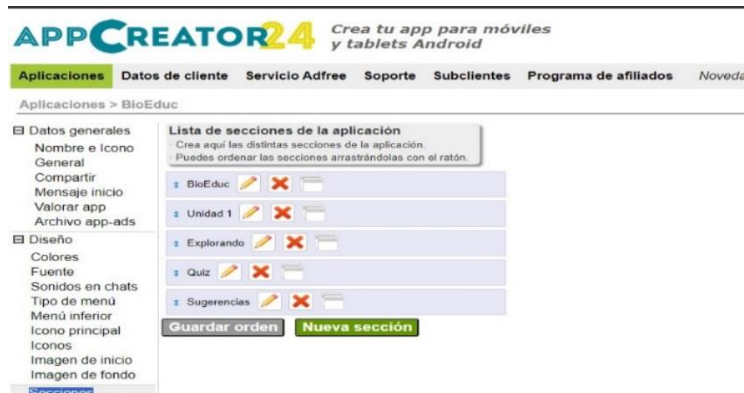 APPCREATOR24
Crea tu app para móviles
y tablets Android
Aplicaciones Datos de cliente Servicio Adfree Soporte Subclientes Programa de afiliados Noveda
Aplicaciones > BioEduc
Datos generales
Nombre e Icono
General
Compartir
Mensaje inicio
Valorar app
Archivo app-ads
Diseño
Colores
Fuente
Sonidos en chats
Tipo de menú
Menú inferior
Icono principal
Iconos
Imagen de inicio
Imagen de fondo
Secciones
Lista de secciones de la aplicación
· Crea aquí las distintas secciones de la aplicación.
· Puedes ordenar las secciones arrastrándolas con el ratón.
BioEduc
Unidad 1
Explorando
Quiz
Sugerencias
Guardar orden Nueva sección